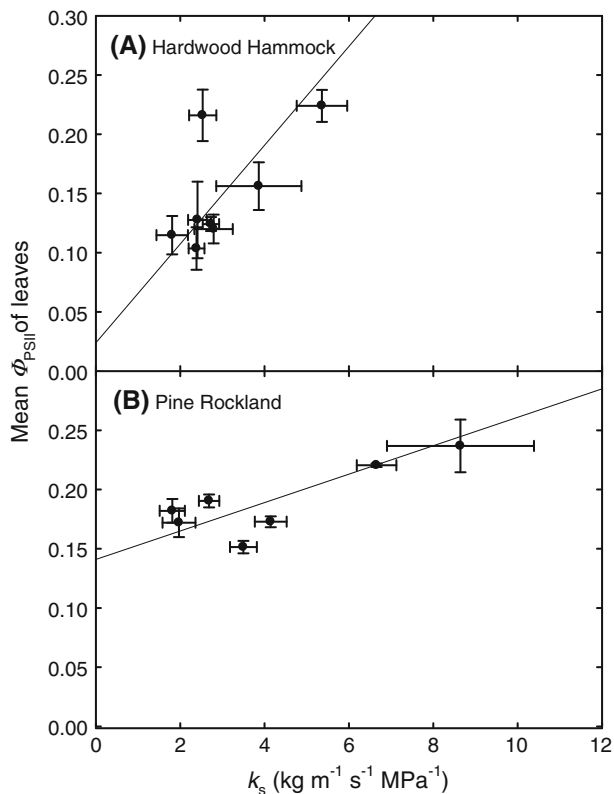 Mean Φ_PSII of leaves
0.30
0.25
0.20
0.15
0.10
0.05
0.00
(A) Hardwood Hammock
0.25
0.20
0.15
0.10
0.05
0.00
(B) Pine Rockland
0 2 4 6 8 10 12
k_s (kg m⁻¹ s⁻¹ MPa⁻¹)